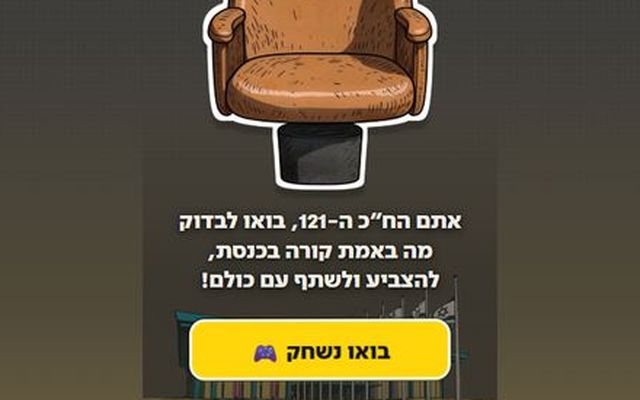 אתם הח״כ ה-121, בואו לבדוק
מה באמת קורה בכנסת,
להצביע ולשתף עם כולם!
בואו נשחק 🎮